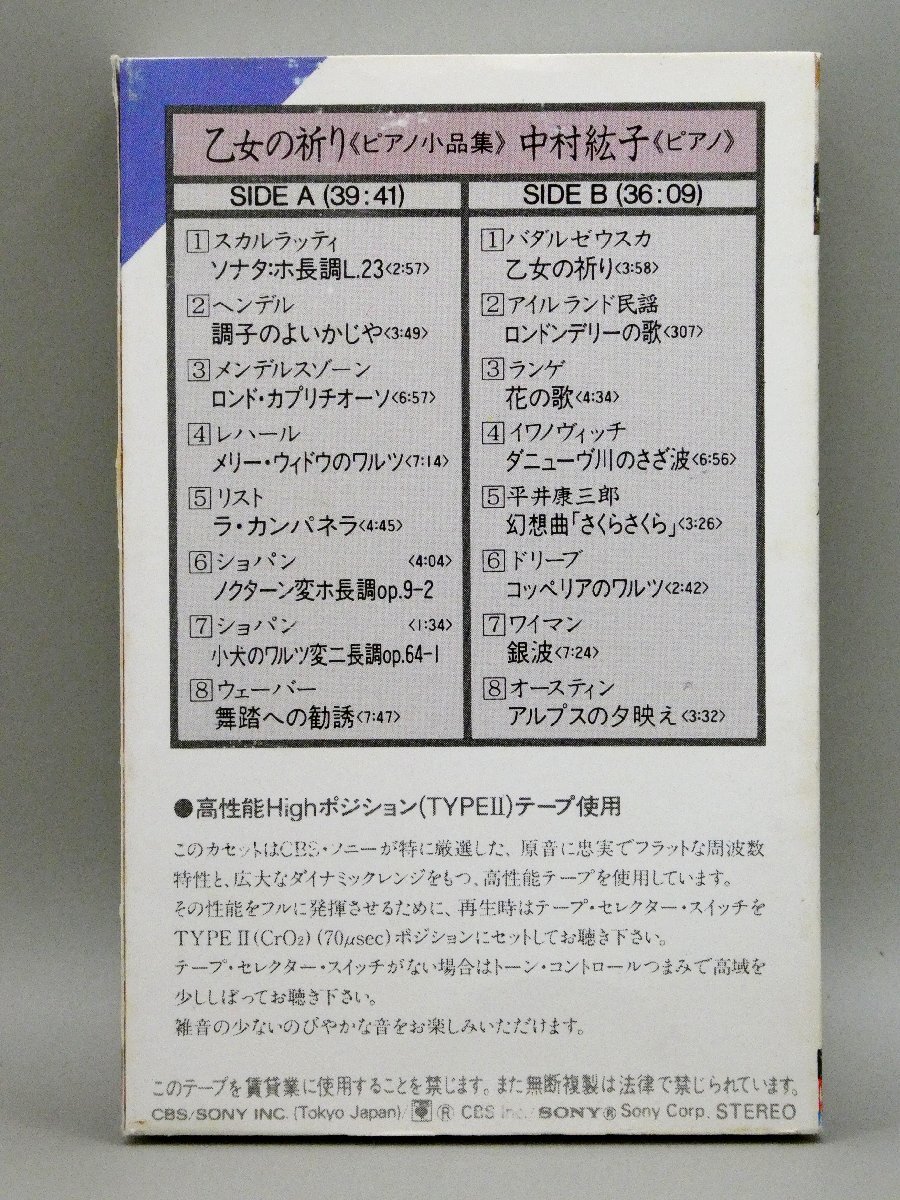 乙女の祈り《ピアノ小品集》 中村紘子《ピアノ》
SIDE A (39:41)
1 スカルラッティ
ソナタ:ホ長調L.23〈2:57〉
2 ヘンデル
調子のよいかじや〈3:49〉
3 メンデルスゾーン
ロンド・カプリチオーソ〈6:57〉
4 レハール
メリー・ウィドウのワルツ〈7:14〉
5 リスト
ラ・カンパネラ〈4:45〉
6 ショパン 〈4:04〉
ノクターン変ホ長調op.9-2
7 ショパン 〈1:34〉
小犬のワルツ変ニ長調op.64-1
8 ウェーバー
舞踏への勧誘〈7:47〉
SIDE B (36:09)
1 バダルゼウスカ
乙女の祈り〈3:58〉
2 アイルランド民謡
ロンドンデリーの歌〈307〉
3 ランゲ
花の歌〈4:34〉
4 イワノヴィッチ
ダニューヴ川のさざ波〈6:56〉
5 平井康三郎
幻想曲「さくらさくら」〈3:26〉
6 ドリーブ
コッペリアのワルツ〈2:42〉
7 ワイマン
銀波〈7:24〉
8 オースティン
アルプスの夕映え〈3:32〉
●高性能Highポジション(TYPEII)テープ使用
このカセットはCBS・ソニーが特に厳選した、原音に忠実でフラットな周波数
特性と、広大なダイナミックレンジをもつ、高性能テープを使用しています。
その性能をフルに発揮させるために、再生時はテープ・セレクター・スイッチを
TYPE II (CrO₂) (70μsec)ポジションにセットしてお聴き下さい。
テープ・セレクター・スイッチがない場合はトーン・コントロールつまみで高域を
少ししぼってお聴き下さい。
雑音の少ないのびやかな音をお楽しみいただけます。
このテープを賃貸業に使用することを禁じます。また無断複製は法律で禁じられています。
CBS/SONY INC. (Tokyo Japan)/ ® CBS Inc./SONY® Sony Corp. STEREO